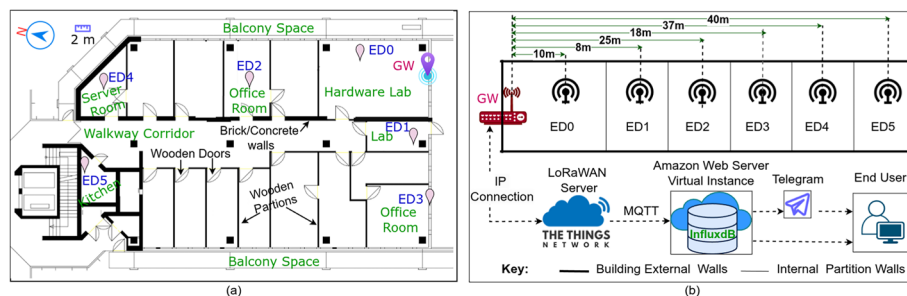 N
2 m
Balcony Space
ED0
GW
ED4
ED2
Server
Room
Office
Room
Hardware Lab
Walkway Corridor
Brick/Concrete
walls
ED1
Lab
Wooden Doors
ED5
Kitchen
Wooden
Partions
ED3
Office
Room
Balcony Space
(a)
40m
37m
18m
25m
8m
10m
GW
ED0
ED1
ED2
ED3
ED4
ED5
IP
Connection
LoRaWAN
Server
Amazon Web Server
Virtual Instance
Telegram
End User
MQTT
THE THINGS
NETWORK
InfluxdB
Key:
Building External Walls
Internal Partition Walls
(b)